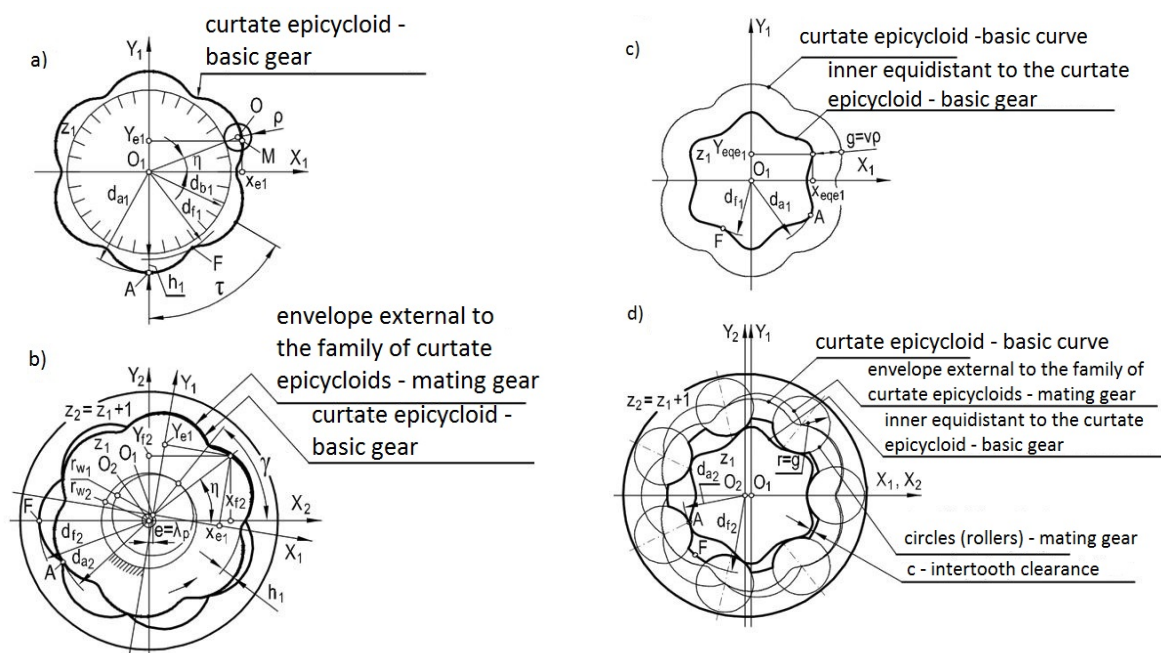 a)
curtate epicycloid -
basic gear
Y1
z1
O
ρ
Ye1
M
O1
η
X1
xe1
db1
da1
df1
F
A
h1
τ
b)
envelope external to
the family of curtate
epicycloids - mating gear
curtate epicycloid -
basic gear
Y2
Y1
z2 = z1 +1
z1
Yf2
Ye1
O1
O2
rw1
rw2
γ
η
F
xf2
X2
e=λρ
xe1
X1
df2
da2
A
h1
c)
Y1
curtate epicycloid -basic curve
inner equidistant to the curtate
epicycloid - basic gear
g=vρ
z1
Yeqe1
X1
O1
xeqe1
df1
da1
A
F
d)
Y2
Y1
curtate epicycloid - basic curve
envelope external to the family of
curtate epicycloids - mating gear
inner equidistant to the curtate
epicycloid - basic gear
z2 = z1 +1
z1
r=g
da2
O2
O1
X1, X2
A
df2
F
circles (rollers) - mating gear
c - intertooth clearance